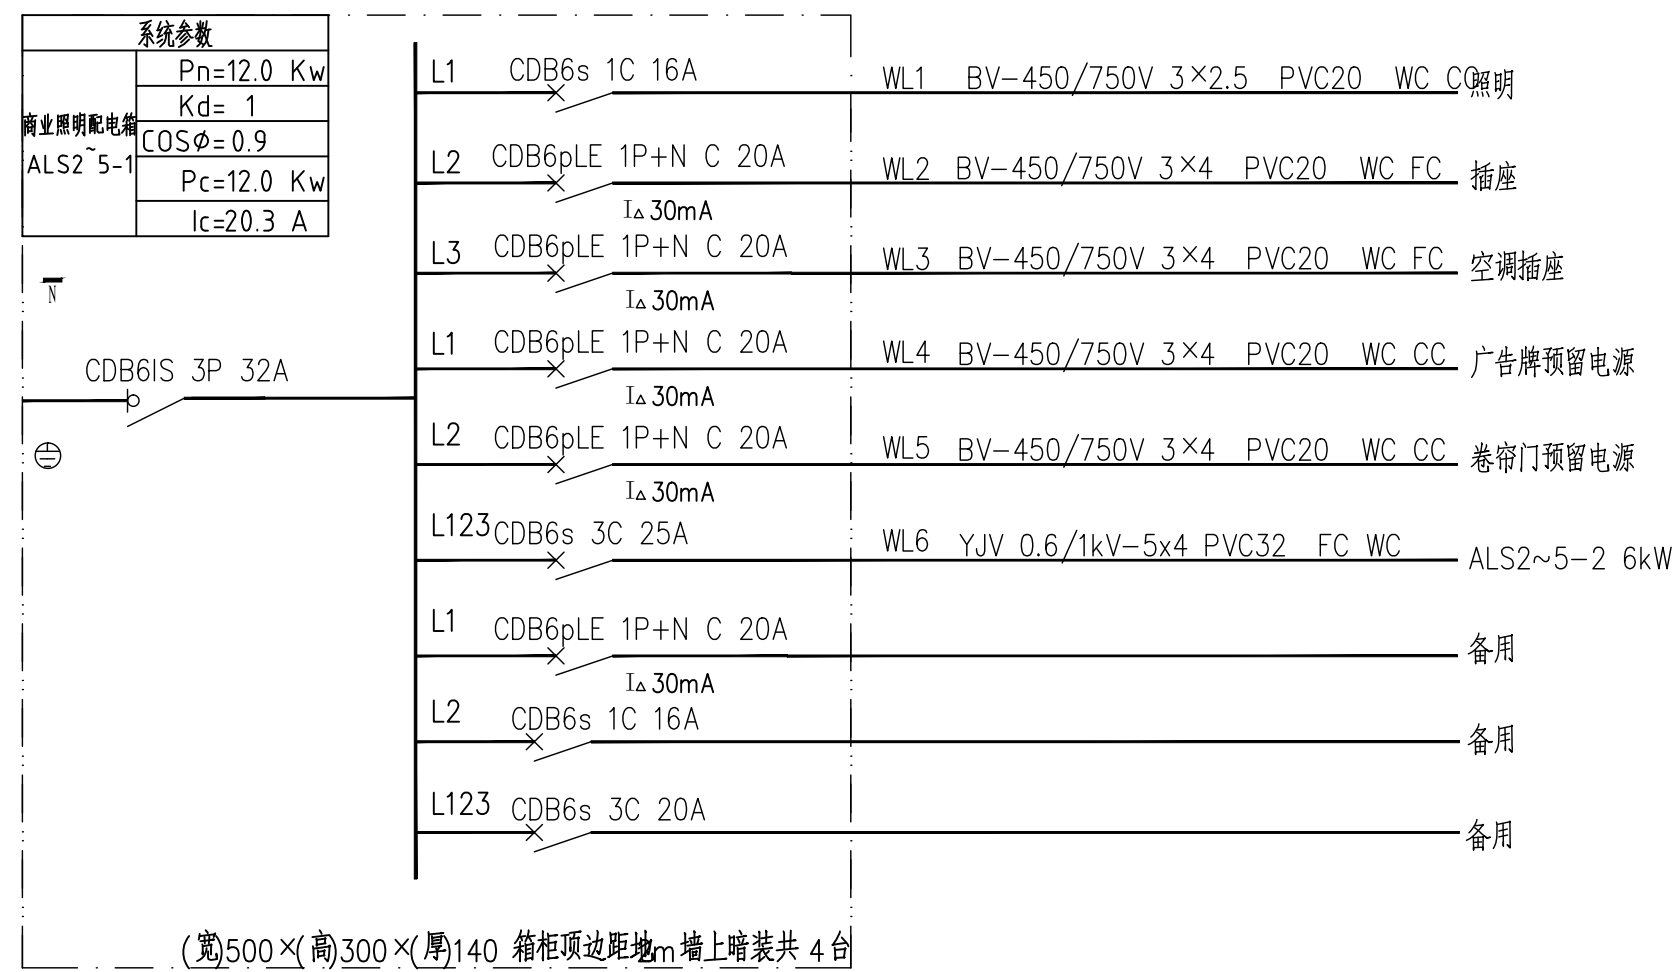 系统参数
商业照明配电箱
ALS2~5-1
Pn=12.0 Kw
Kd= 1
COSφ=0.9
Pc=12.0 Kw
Ic=20.3 A
N
CDB6IS 3P 32A
L1 CDB6s 1C 16A WL1 BV-450/750V 3×2.5 PVC20 WC CC 照明
L2 CDB6pLE 1P+N C 20A WL2 BV-450/750V 3×4 PVC20 WC FC 插座
I△30mA
L3 CDB6pLE 1P+N C 20A WL3 BV-450/750V 3×4 PVC20 WC FC 空调插座
I△30mA
L1 CDB6pLE 1P+N C 20A WL4 BV-450/750V 3×4 PVC20 WC CC 广告牌预留电源
I△30mA
L2 CDB6pLE 1P+N C 20A WL5 BV-450/750V 3×4 PVC20 WC CC 卷帘门预留电源
I△30mA
L123 CDB6s 3C 25A WL6 YJV 0.6/1kV-5x4 PVC32 FC WC ALS2~5-2 6kW
L1 CDB6pLE 1P+N C 20A 备用
I△30mA
L2 CDB6s 1C 16A 备用
L123 CDB6s 3C 20A 备用
(宽)500×(高)300×(厚)140 箱柜顶边距地2m 墙上暗装共 4台